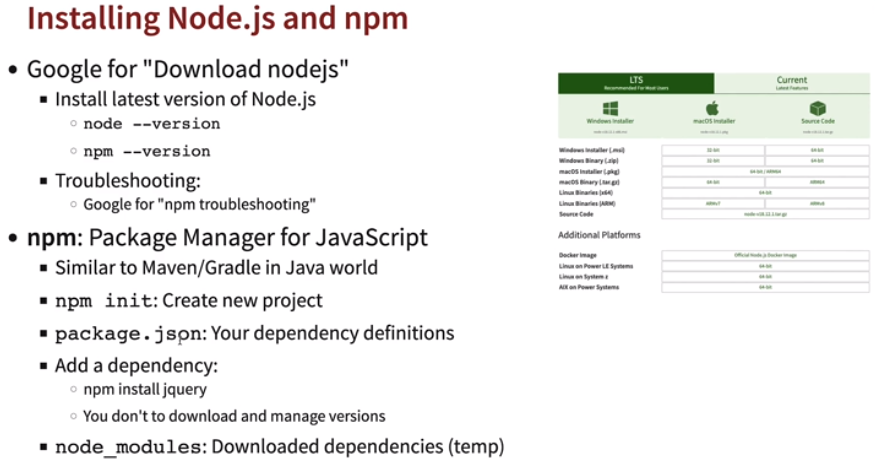 Installing Node.js and npm
Google for "Download nodejs"
Install latest version of Node.js
node --version
npm --version
Troubleshooting:
Google for "npm troubleshooting"
npm: Package Manager for JavaScript
Similar to Maven/Gradle in Java world
npm init: Create new project
package.json: Your dependency definitions
Add a dependency:
npm install jquery
You don't to download and manage versions
node_modules: Downloaded dependencies (temp)
LTS
Recommended For Most Users
Current
Latest Features
Windows Installer
macOS Installer
Source Code
Windows Installer (.msi) 32-bit 64-bit
Windows Binary (.zip) 32-bit 64-bit
macOS Installer (.pkg) 64-bit / ARM64
macOS Binary (.tar.gz) 64-bit ARM64
Linux Binaries (x64) 64-bit
Linux Binaries (ARM) ARMv7 ARMv8
Source Code
Additional Platforms
Docker Image Official Node.js Docker Image
Linux on Power LE Systems 64-bit
Linux on System z 64-bit
AIX on Power Systems 64-bit